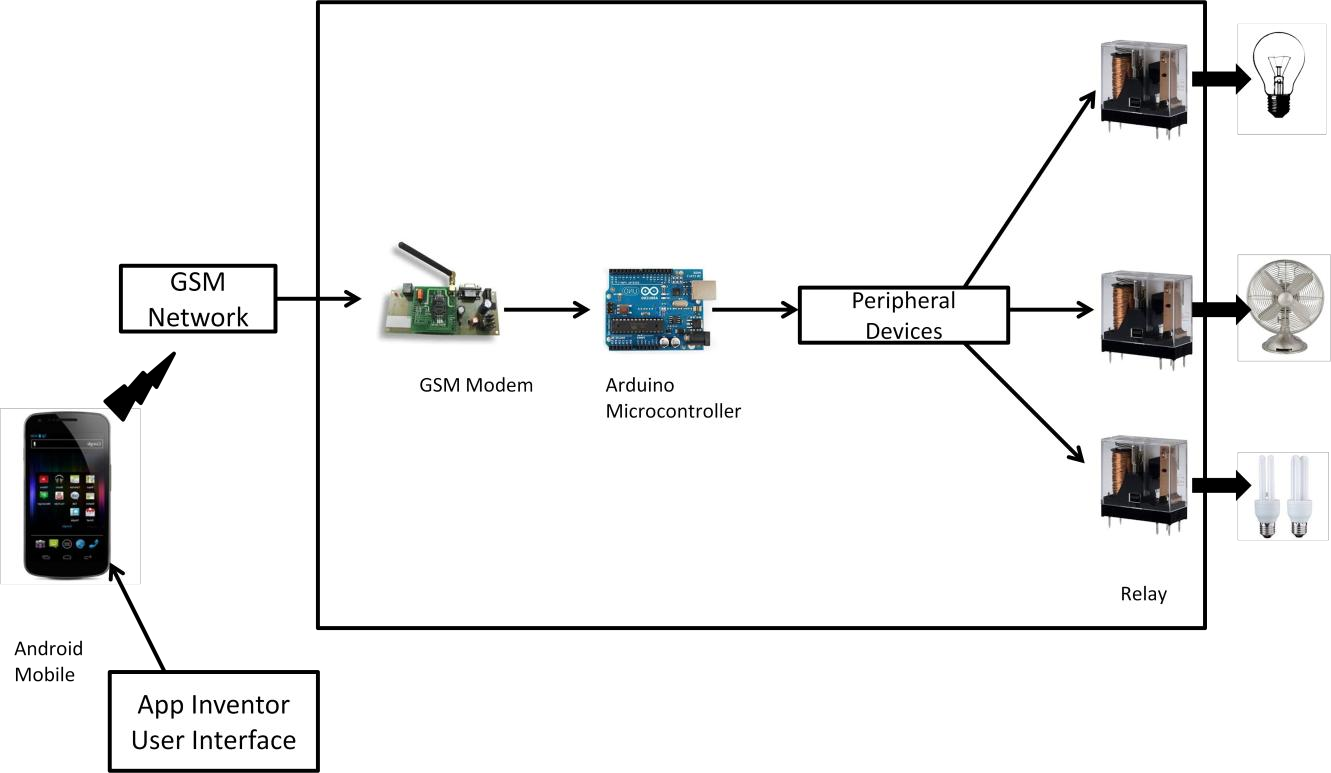 GSM
Network
Peripheral
Devices
GSM Modem
Arduino
Microcontroller
Relay
Android
Mobile
App Inventor
User Interface